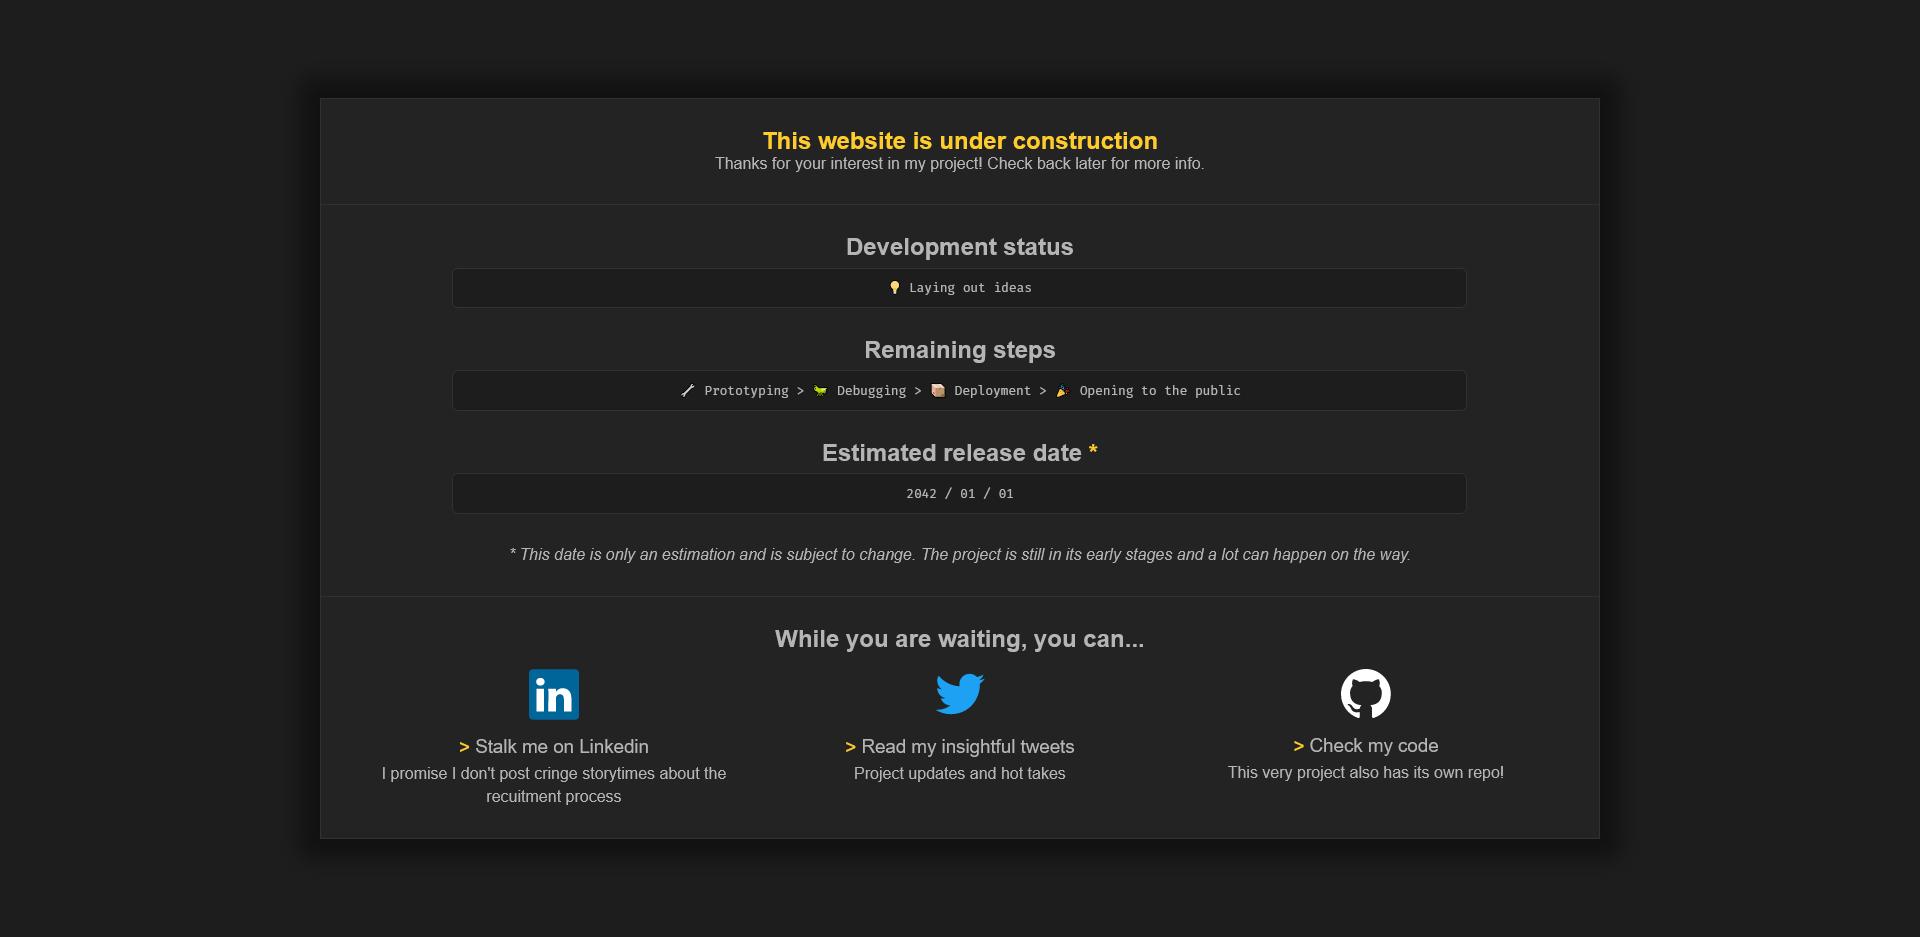 This website is under construction
Thanks for your interest in my project! Check back later for more info.
Development status
💡 Laying out ideas
Remaining steps
🔧 Prototyping > 🐛 Debugging > 📦 Deployment > 🎉 Opening to the public
Estimated release date *
2042 / 01 / 01
* This date is only an estimation and is subject to change. The project is still in its early stages and a lot can happen on the way.
While you are waiting, you can...
in
> Stalk me on Linkedin
I promise I don't post cringe storytimes about the
recuitment process
> Read my insightful tweets
Project updates and hot takes
> Check my code
This very project also has its own repo!